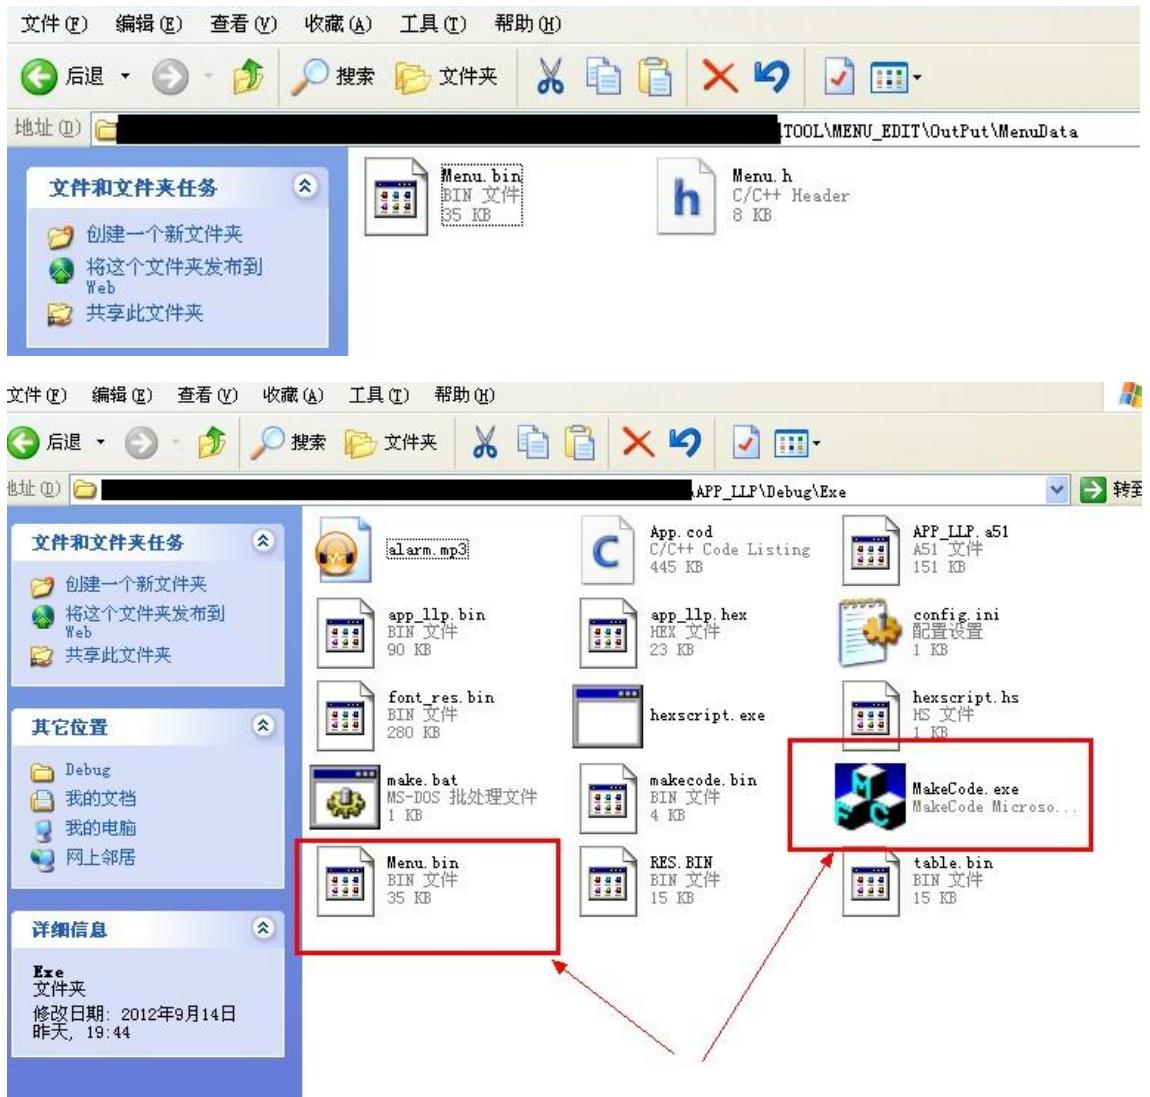 文件(F) 编辑(E) 查看(V) 收藏(A) 工具(T) 帮助(H)
后退 搜索 文件夹
地址(D) TOOL\MENU_EDIT\OutPut\MenuData
文件和文件夹任务
创建一个新文件夹
将这个文件夹发布到
Web
共享此文件夹
Menu.bin
BIN 文件
35 KB
Menu.h
C/C++ Header
8 KB
文件(F) 编辑(E) 查看(V) 收藏(A) 工具(T) 帮助(H)
后退 搜索 文件夹
地址(D) \APP_LLP\Debug\Exe 转到
文件和文件夹任务
创建一个新文件夹
将这个文件夹发布到
Web
共享此文件夹
其它位置
Debug
我的文档
我的电脑
网上邻居
详细信息
Exe
文件夹
修改日期: 2012年9月14日
昨天, 19:44
alarm.mp3
App.cod
C/C++ Code Listing
445 KB
APP_LLP.a51
A51 文件
151 KB
app_llp.bin
BIN 文件
90 KB
app_llp.hex
HEX 文件
23 KB
config.ini
配置设置
1 KB
font_res.bin
BIN 文件
280 KB
hexscript.exe
hexscript.hs
HS 文件
1 KB
make.bat
MS-DOS 批处理文件
1 KB
makecode.bin
BIN 文件
4 KB
MFC
MakeCode.exe
MakeCode Microso...
Menu.bin
BIN 文件
35 KB
RES.BIN
BIN 文件
15 KB
table.bin
BIN 文件
15 KB